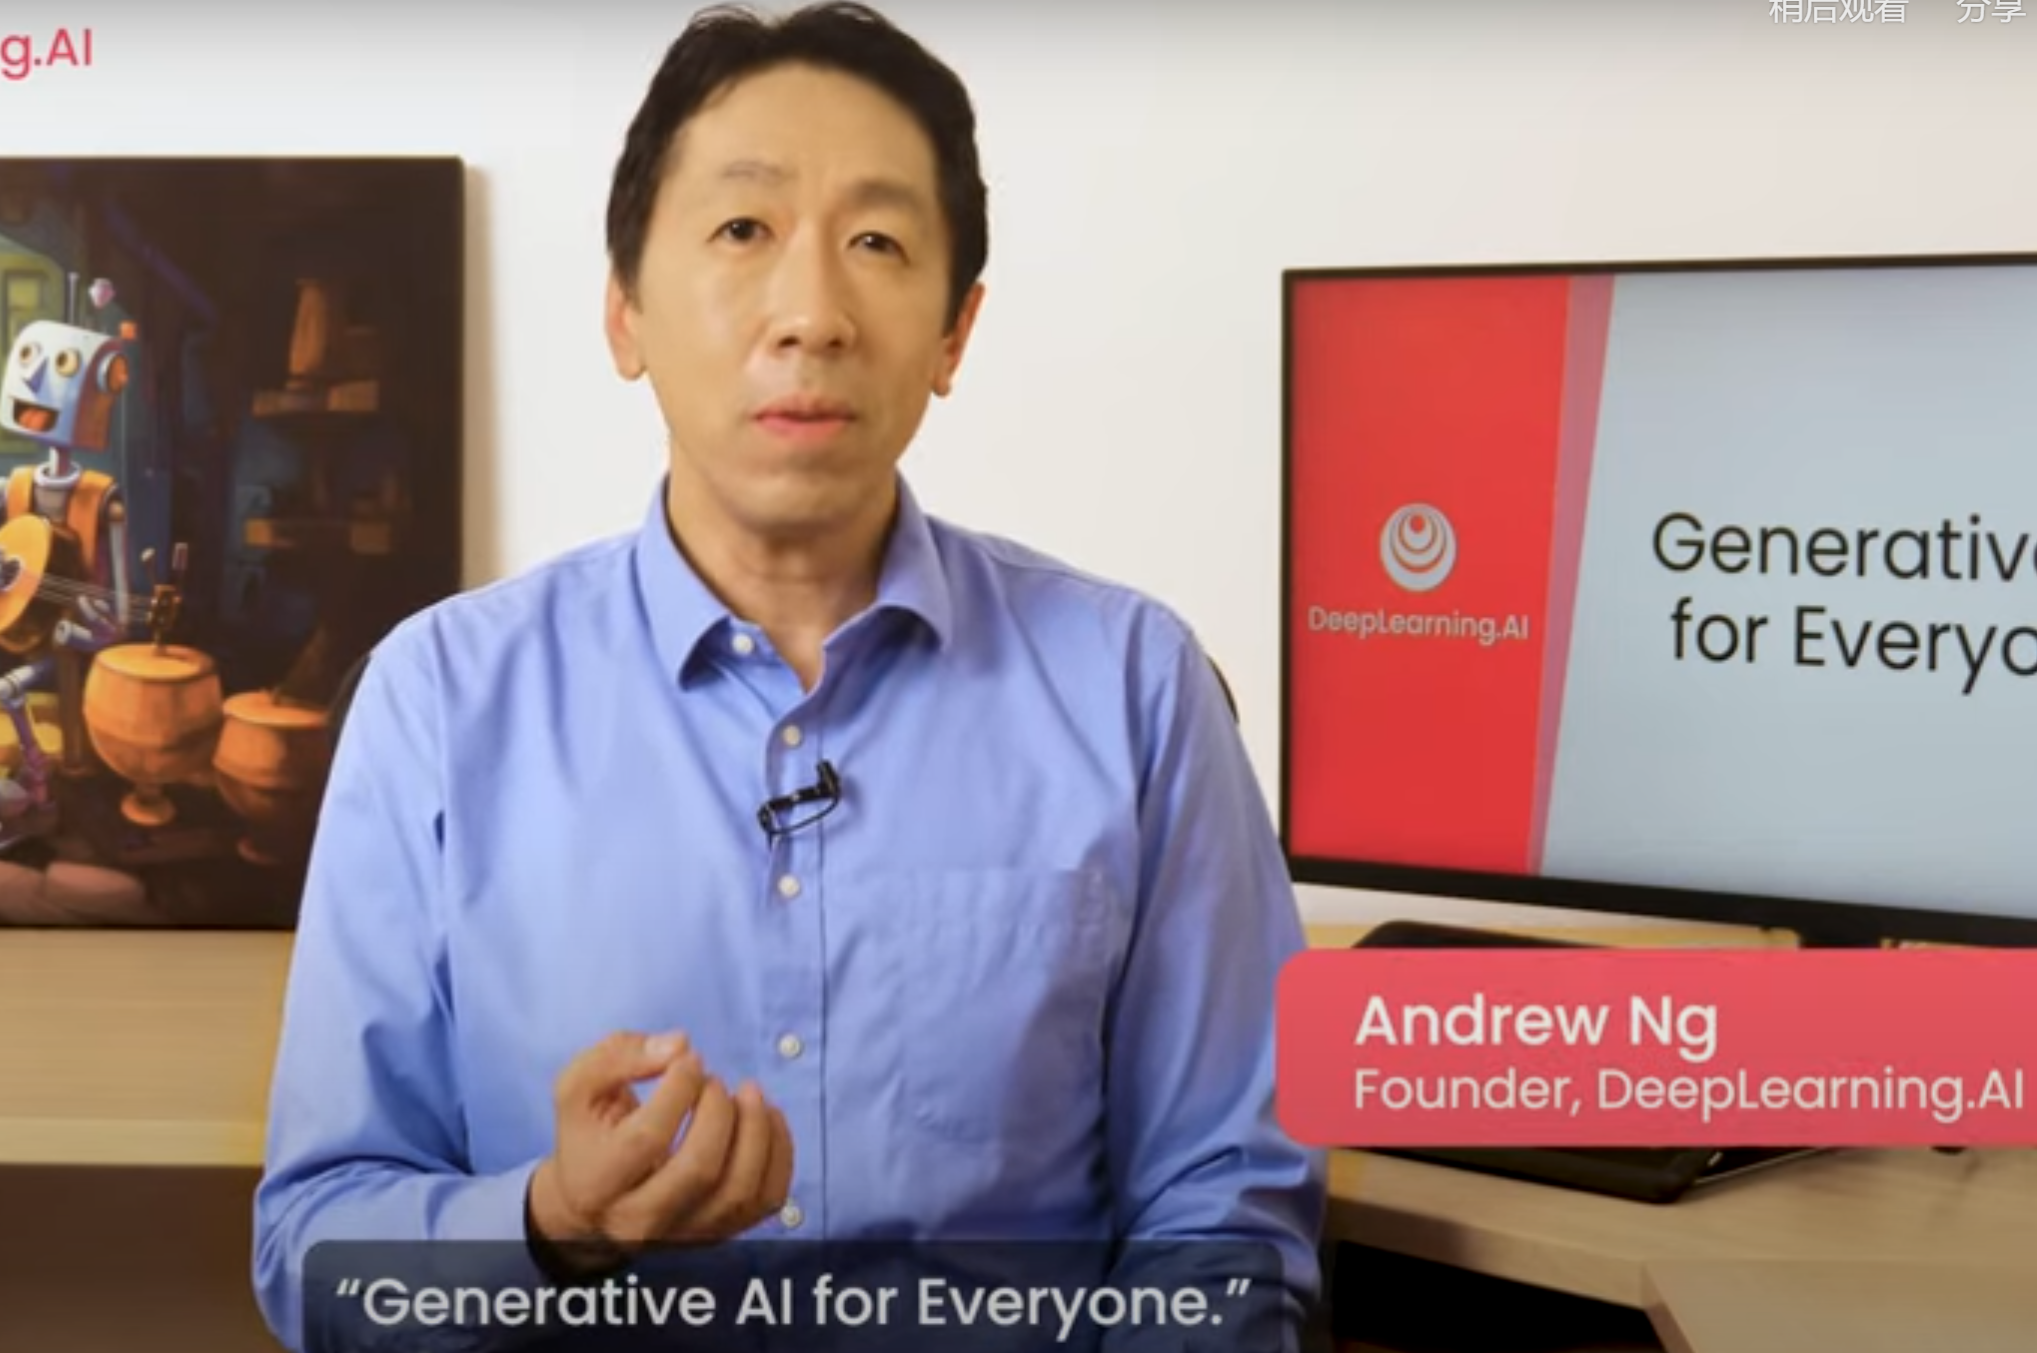 稍后观看 分享
g.AI
Generativ
for Everyo
DeepLearning.AI
Andrew Ng
Founder, DeepLearning.AI
“Generative AI for Everyone.”